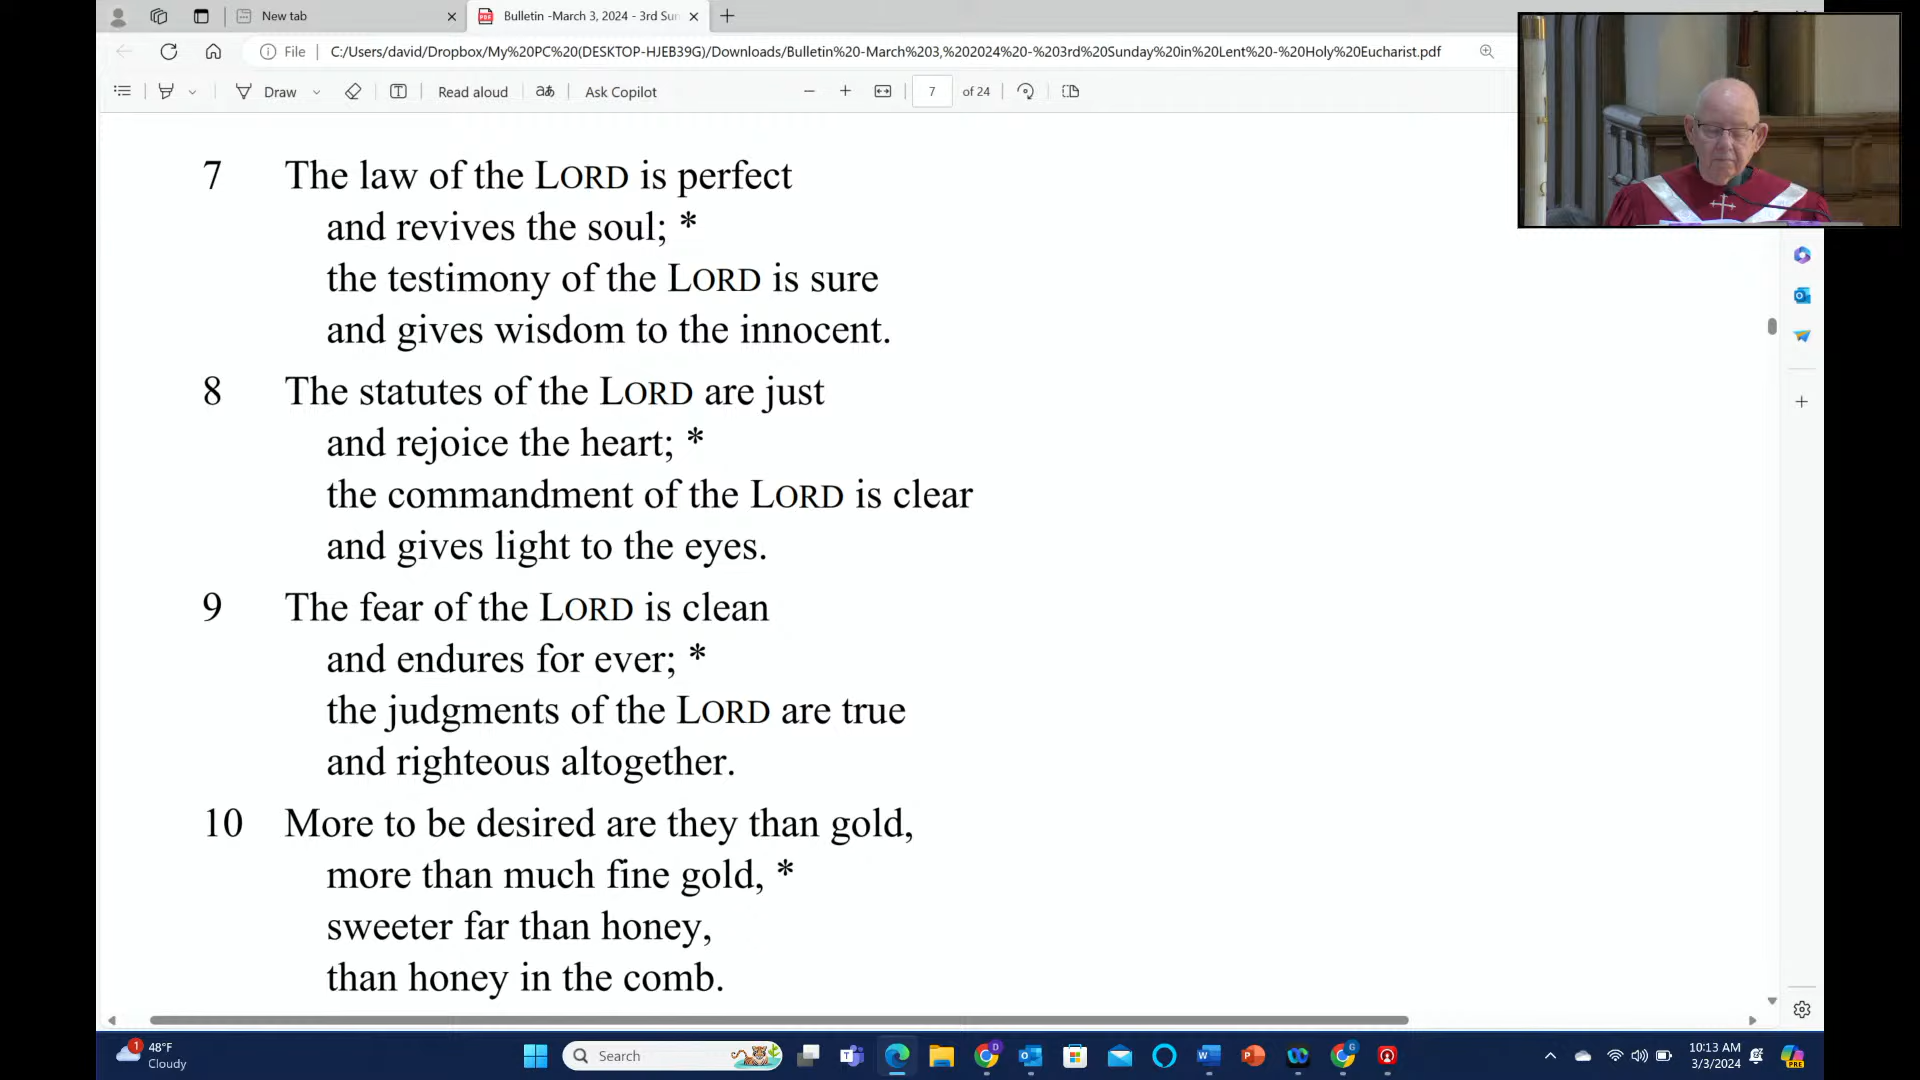 New tab
Bulletin -March 3, 2024 - 3rd Sun
File
C:/Users/david/Dropbox/My%20PC%20(DESKTOP-HJEB39G)/Downloads/Bulletin%20-March%203,%202024%20-%203rd%20Sunday%20in%20Lent%20-%20Holy%20Eucharist.pdf
Draw
Read aloud
Ask Copilot
7 of 24
7 The law of the LORD is perfect
and revives the soul; *
the testimony of the LORD is sure
and gives wisdom to the innocent.
8 The statutes of the LORD are just
and rejoice the heart; *
the commandment of the LORD is clear
and gives light to the eyes.
9 The fear of the LORD is clean
and endures for ever; *
the judgments of the LORD are true
and righteous altogether.
10 More to be desired are they than gold,
more than much fine gold, *
sweeter far than honey,
than honey in the comb.
1
48°F
Cloudy
Search
10:13 AM
3/3/2024